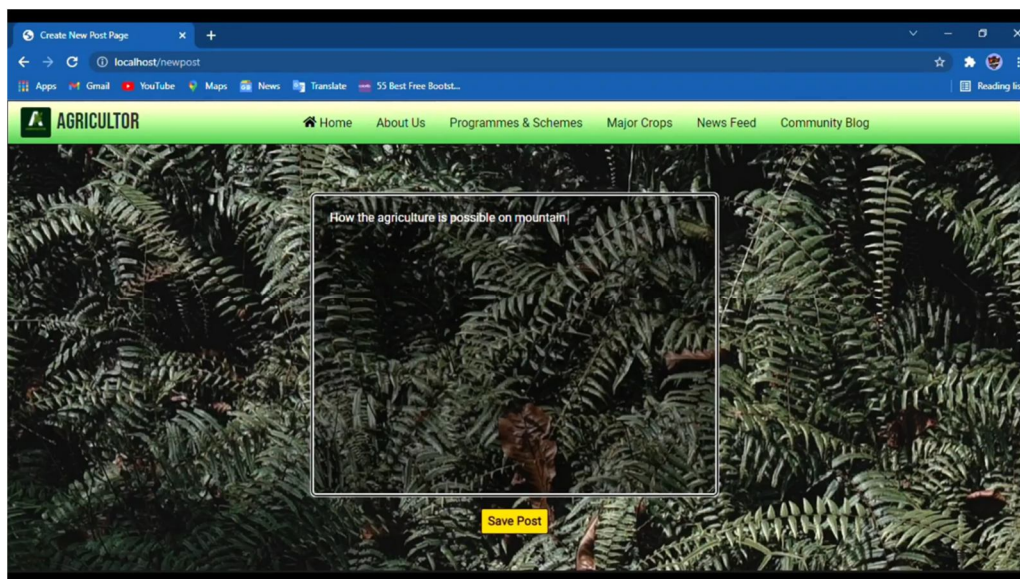 Create New Post Page
localhost/newpost
Apps Gmail YouTube Maps News Translate 55 Best Free Bootst... Reading lis
AGRICULTOR Home About Us Programmes & Schemes Major Crops News Feed Community Blog
How the agriculture is possible on mountain
Save Post